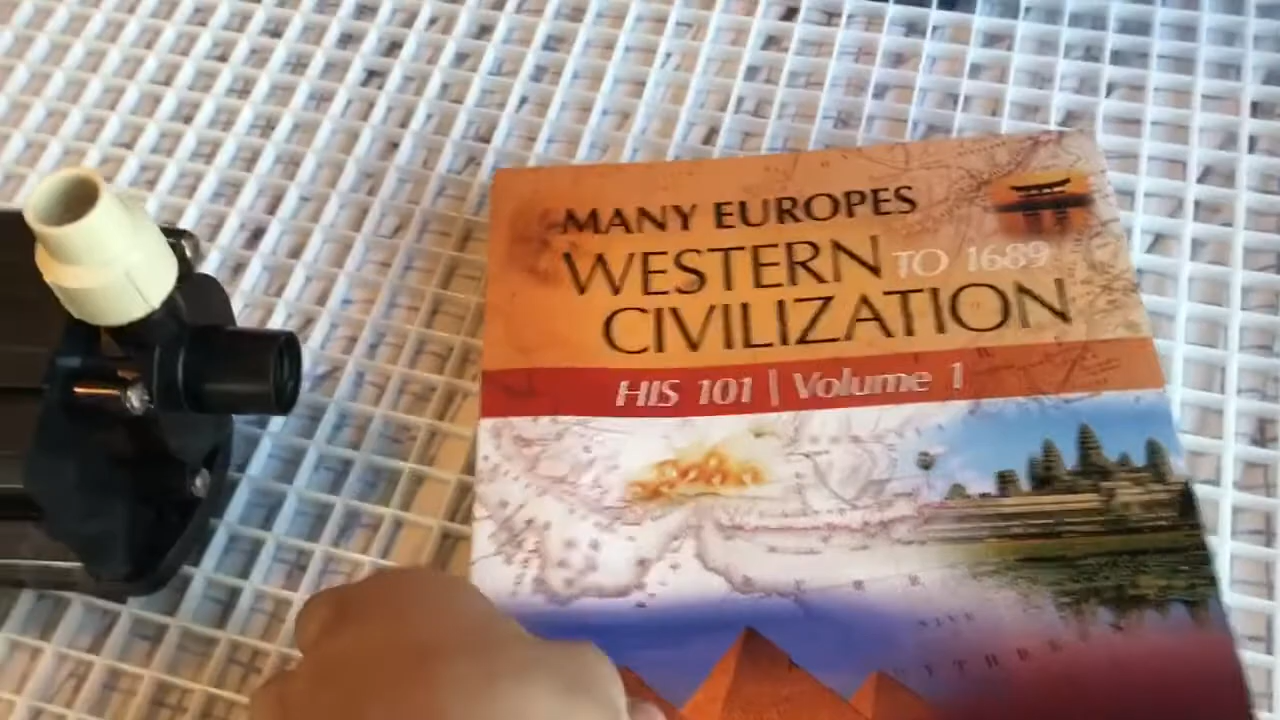 MANY EUROPES
WESTERN TO 1689
CIVILIZATION
HIS 101 | Volume 1